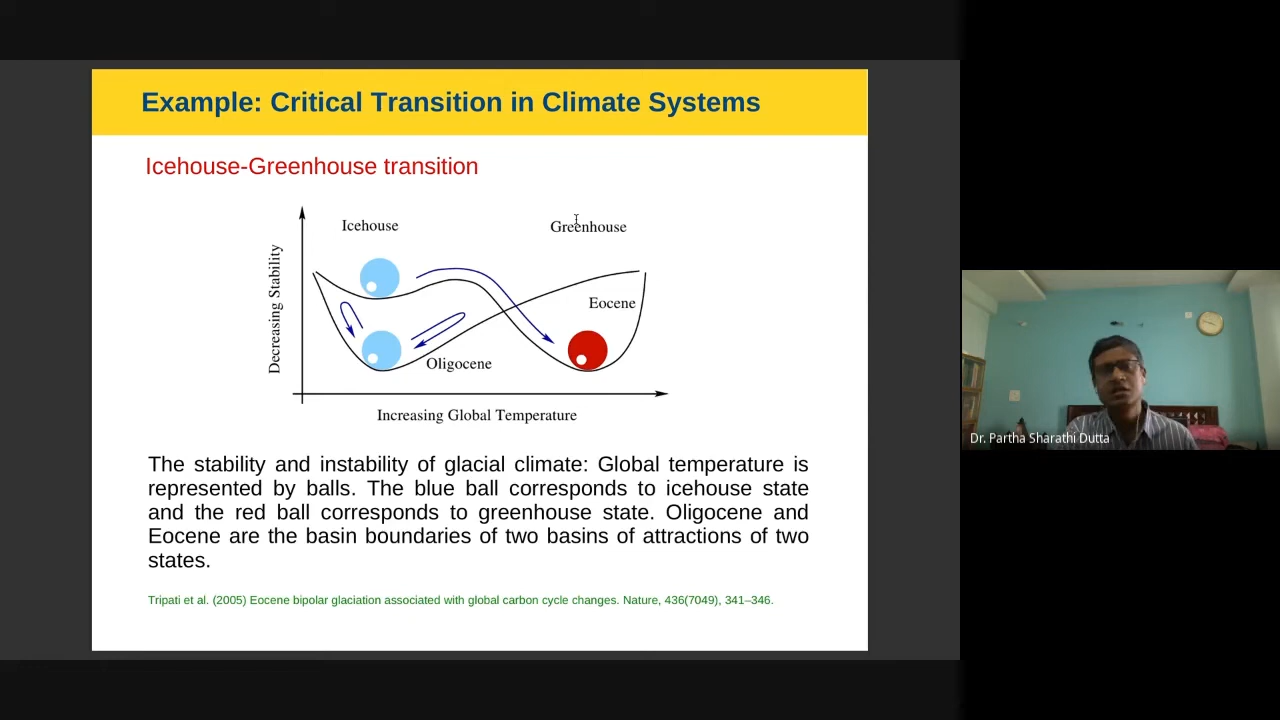 Example: Critical Transition in Climate Systems
Icehouse-Greenhouse transition
Icehouse
Greenhouse
Decreasing Stability
Eocene
Oligocene
Increasing Global Temperature
The stability and instability of glacial climate: Global temperature is
represented by balls. The blue ball corresponds to icehouse state
and the red ball corresponds to greenhouse state. Oligocene and
Eocene are the basin boundaries of two basins of attractions of two
states.
Tripati et al. (2005) Eocene bipolar glaciation associated with global carbon cycle changes. Nature, 436(7049), 341–346.
Dr. Partha Sharathi Dutta